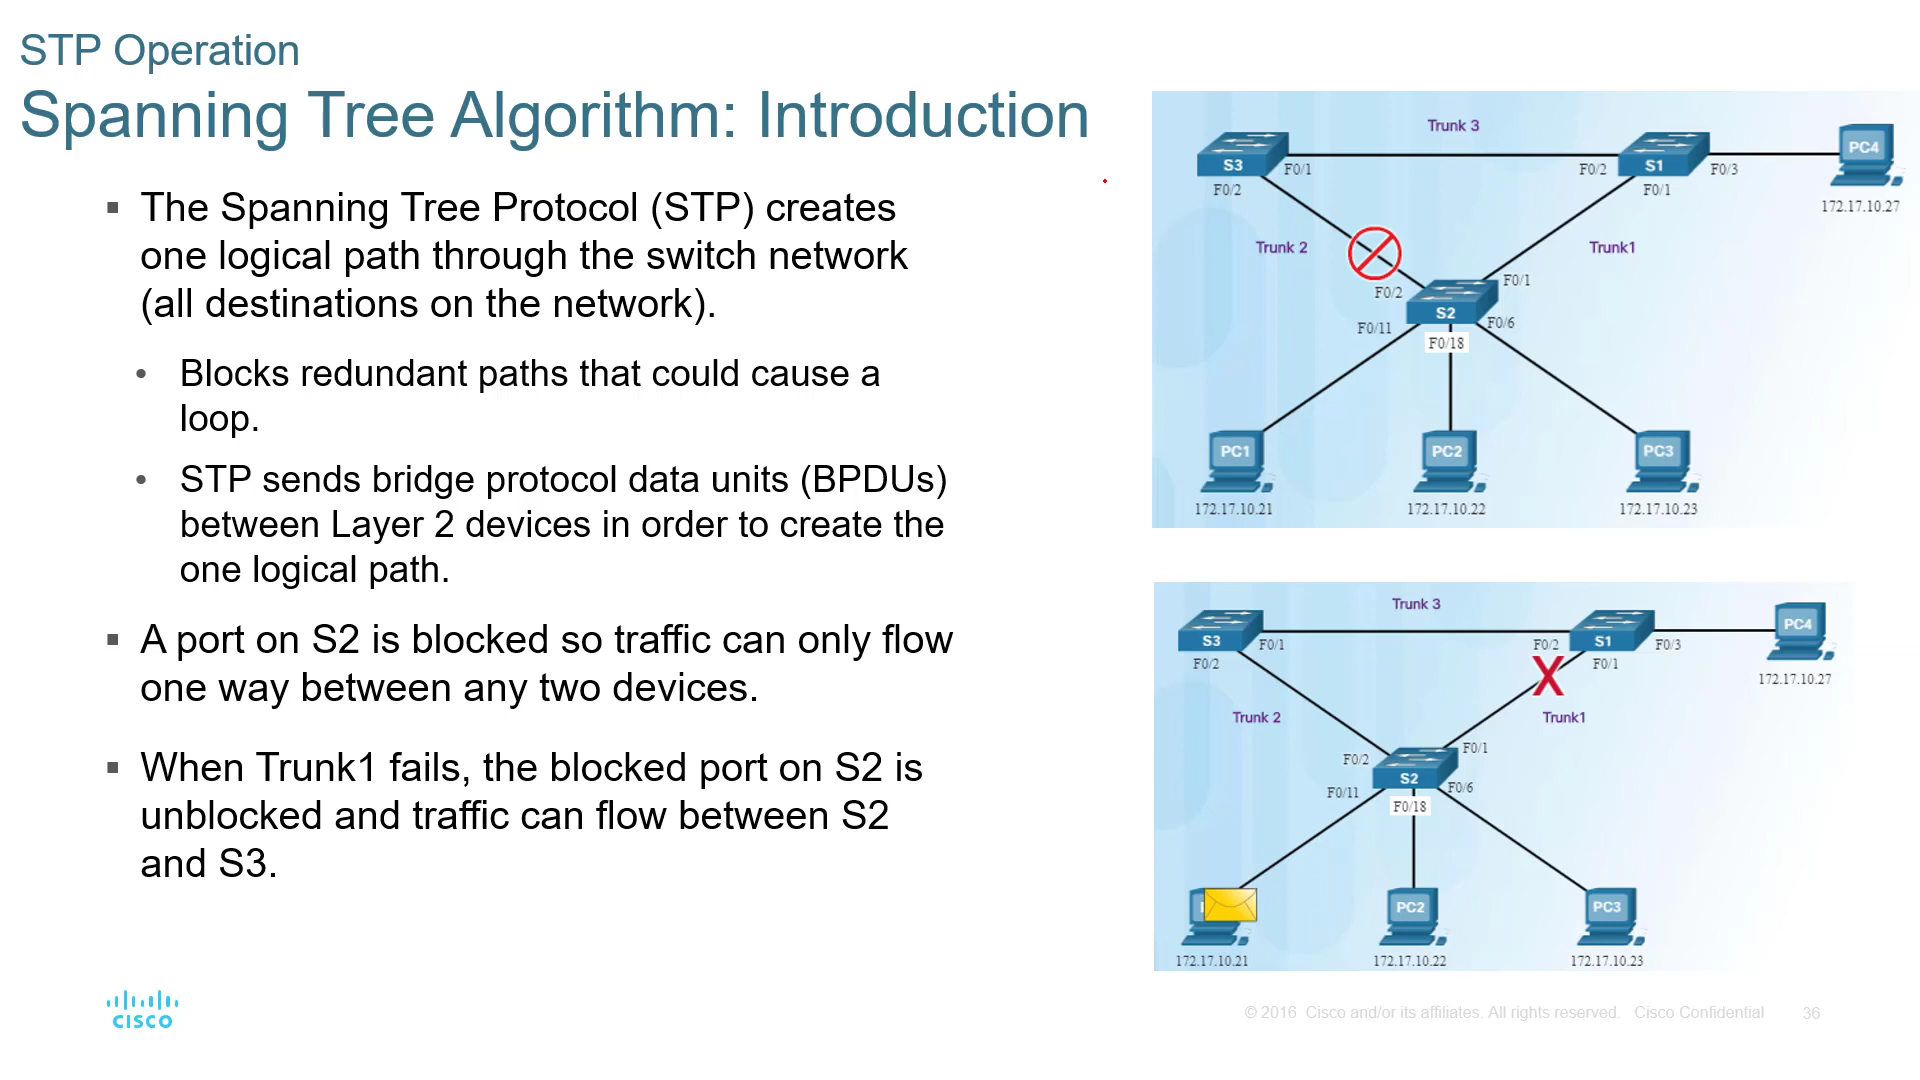 STP Operation
Spanning Tree Algorithm: Introduction
▪ The Spanning Tree Protocol (STP) creates
one logical path through the switch network
(all destinations on the network).
• Blocks redundant paths that could cause a
loop.
• STP sends bridge protocol data units (BPDUs)
between Layer 2 devices in order to create the
one logical path.
▪ A port on S2 is blocked so traffic can only flow
one way between any two devices.
▪ When Trunk1 fails, the blocked port on S2 is
unblocked and traffic can flow between S2
and S3.
Trunk 3
S3 F0/1 F0/2 S1 F0/3 PC4
F0/2 F0/1
172.17.10.27
Trunk 2 Trunk1
F0/2 F0/1
S2
F0/11 F0/6
F0/18
PC1 PC2 PC3
172.17.10.21 172.17.10.22 172.17.10.23
Trunk 3
S3 F0/1 F0/2 S1 F0/3 PC4
F0/2 F0/1
172.17.10.27
X
Trunk 2 Trunk1
F0/2 F0/1
S2
F0/11 F0/6
F0/18
PC2 PC3
172.17.10.21 172.17.10.22 172.17.10.23
CISCO
© 2016 Cisco and/or its affiliates. All rights reserved. Cisco Confidential 36